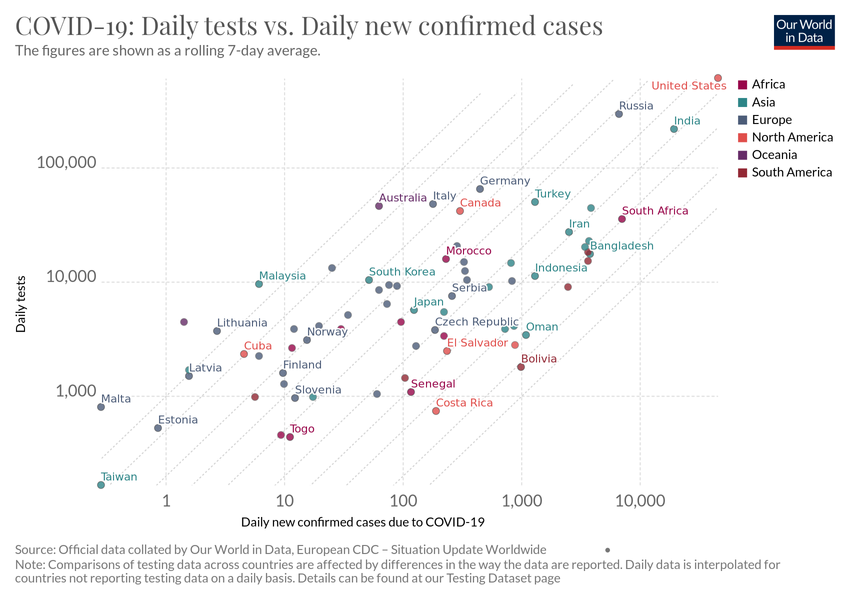 COVID-19: Daily tests vs. Daily new confirmed cases
The figures are shown as a rolling 7-day average.
Our World
in Data
United States
Russia
India
Africa
Asia
Europe
North America
Oceania
South America
100,000
Germany
Australia
Italy
Canada
Turkey
South Africa
Iran
Morocco
Bangladesh
10,000
Malaysia
South Korea
Indonesia
Serbia
Daily tests
Japan
Lithuania
Norway
Czech Republic
Oman
Cuba
El Salvador
Latvia
Finland
Bolivia
1,000
Slovenia
Senegal
Malta
Costa Rica
Estonia
Togo
Taiwan
1
10
100
1,000
10,000
Daily new confirmed cases due to COVID-19
Source: Official data collated by Our World in Data, European CDC – Situation Update Worldwide
Note: Comparisons of testing data across countries are affected by differences in the way the data are reported. Daily data is interpolated for
countries not reporting testing data on a daily basis. Details can be found at our Testing Dataset page